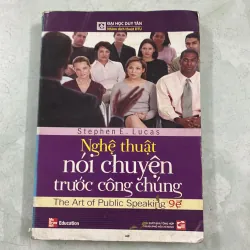 ĐẠI HỌC DUY TÂN
Stephen E. Lucas
Nghệ thuật
nói chuyện
trước công chúng
The Art of Public Speaking 9e
Education